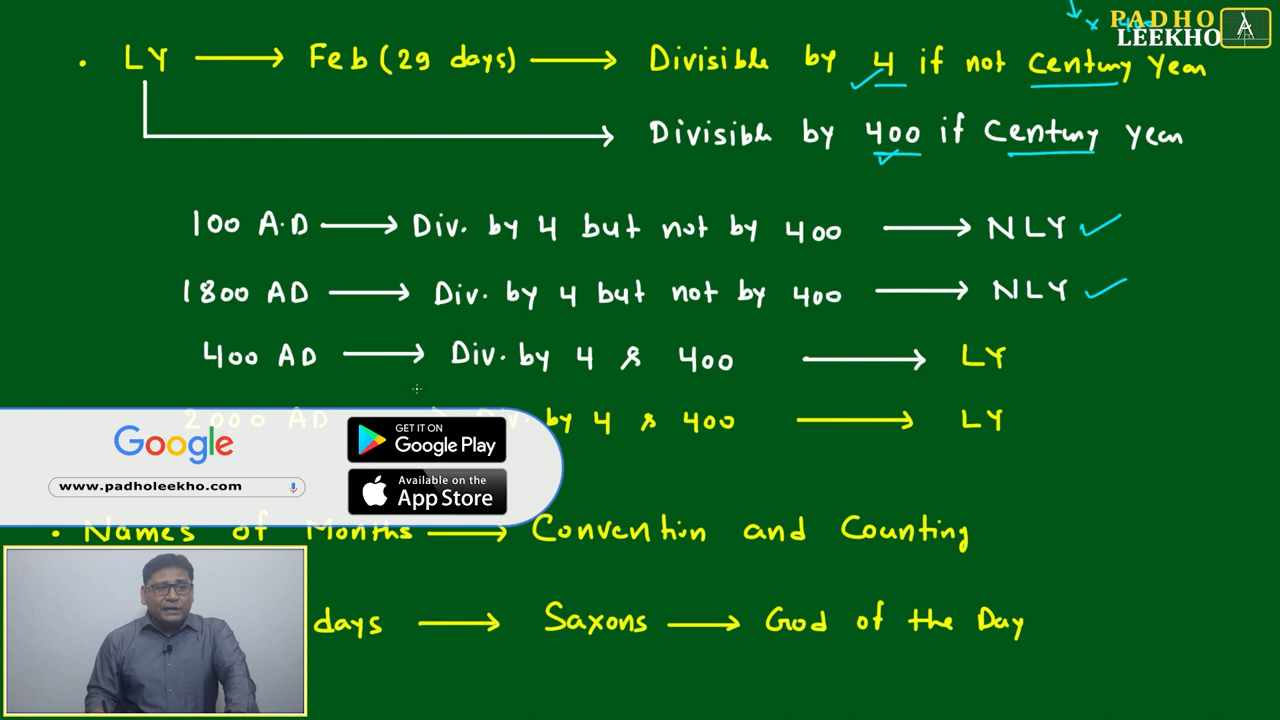 PADHO
LEEKHO
. LY → Feb (29 days) → Divisible by 4 if not Century Year
Divisible by 400 if Century year
100 A.D → Div. by 4 but not by 400 → NLY ✓
1800 AD → Div. by 4 but not by 400 → NLY ✓
400 AD → Div. by 4 & 400 → LY
2000 AD → Div. by 4 & 400 → LY
Google
www.padholeekho.com
GET IT ON
Google Play
Available on the
App Store
. Names of Months → Convention and Counting
days → Saxons → God of the Day